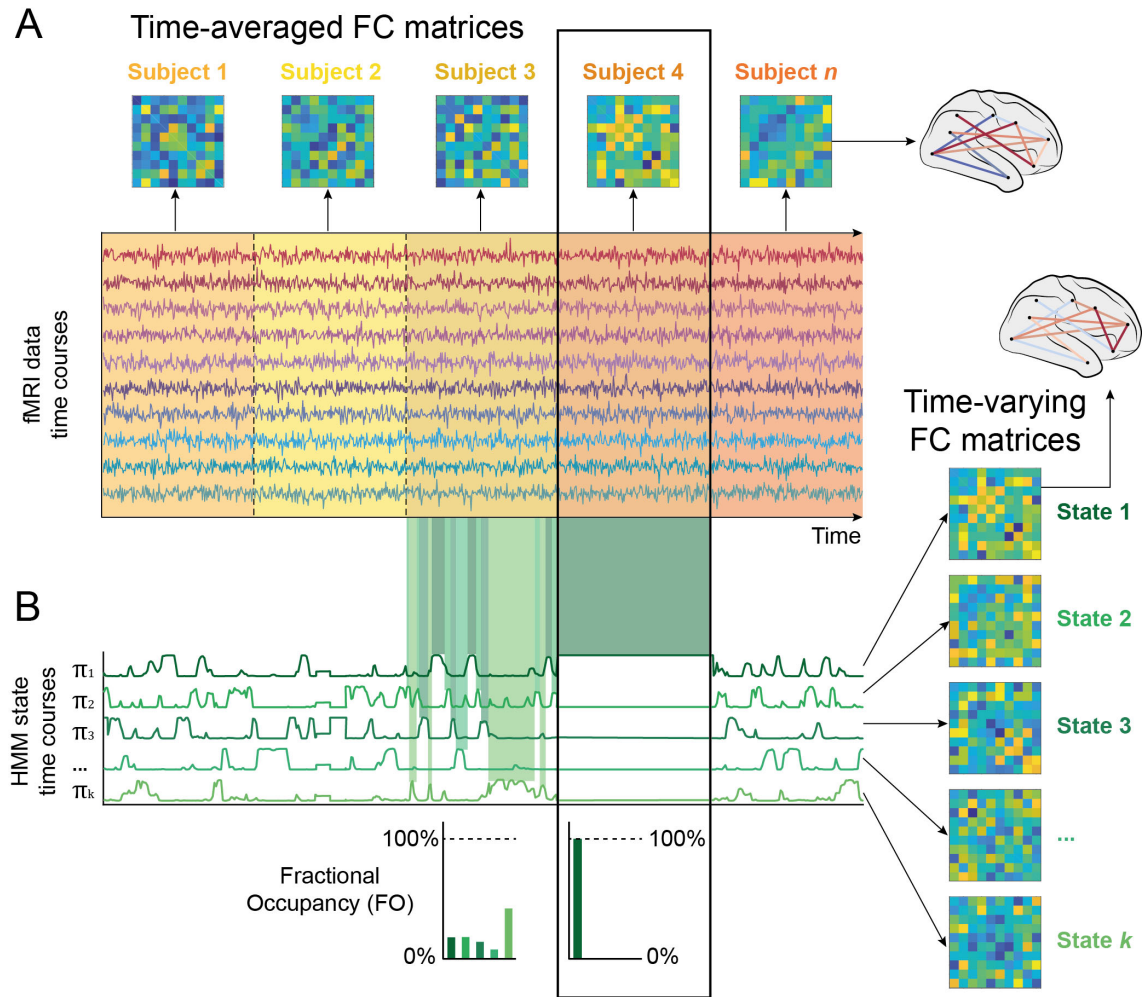 A
Time-averaged FC matrices
Subject 1
Subject 2
Subject 3
Subject 4
Subject n
fMRI data
time courses
Time
Time-varying
FC matrices
State 1
State 2
State 3
...
State k
B
HMM state
time courses
π1
π2
π3
...
πk
100%
Fractional
Occupancy (FO)
0%
100%
0%